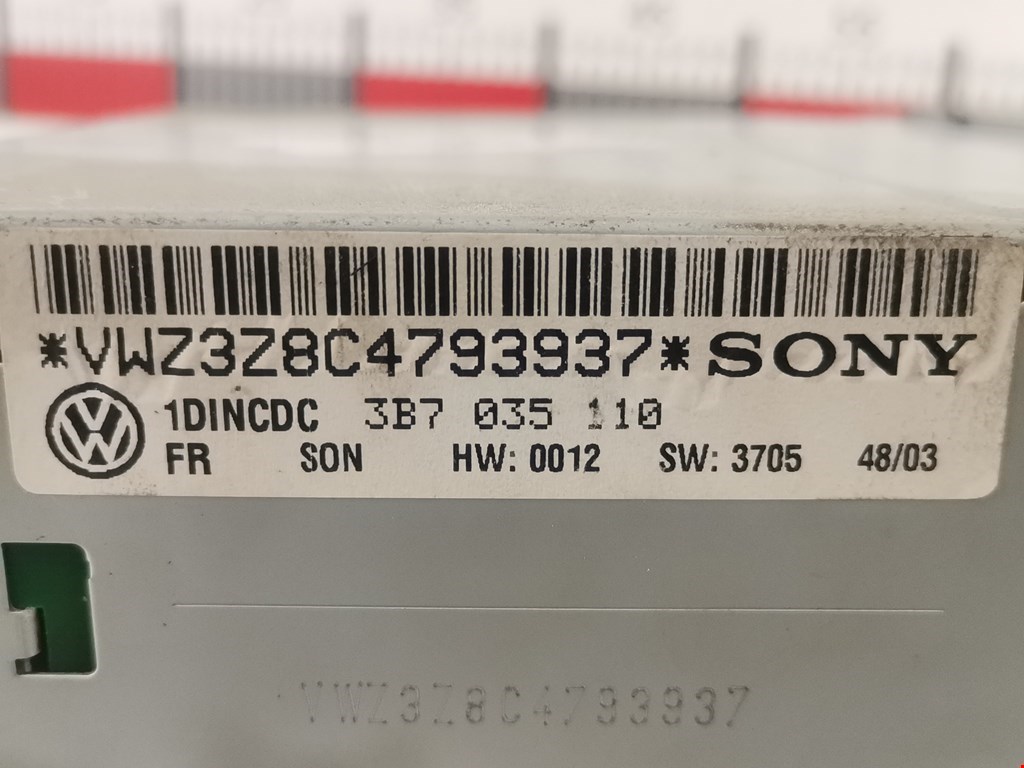 *VWZ3Z8C4793937* SONY
1DINCDC 3B7 035 110
FR SON HW: 0012 SW: 3705 48/03
VWZ3Z8C4793937